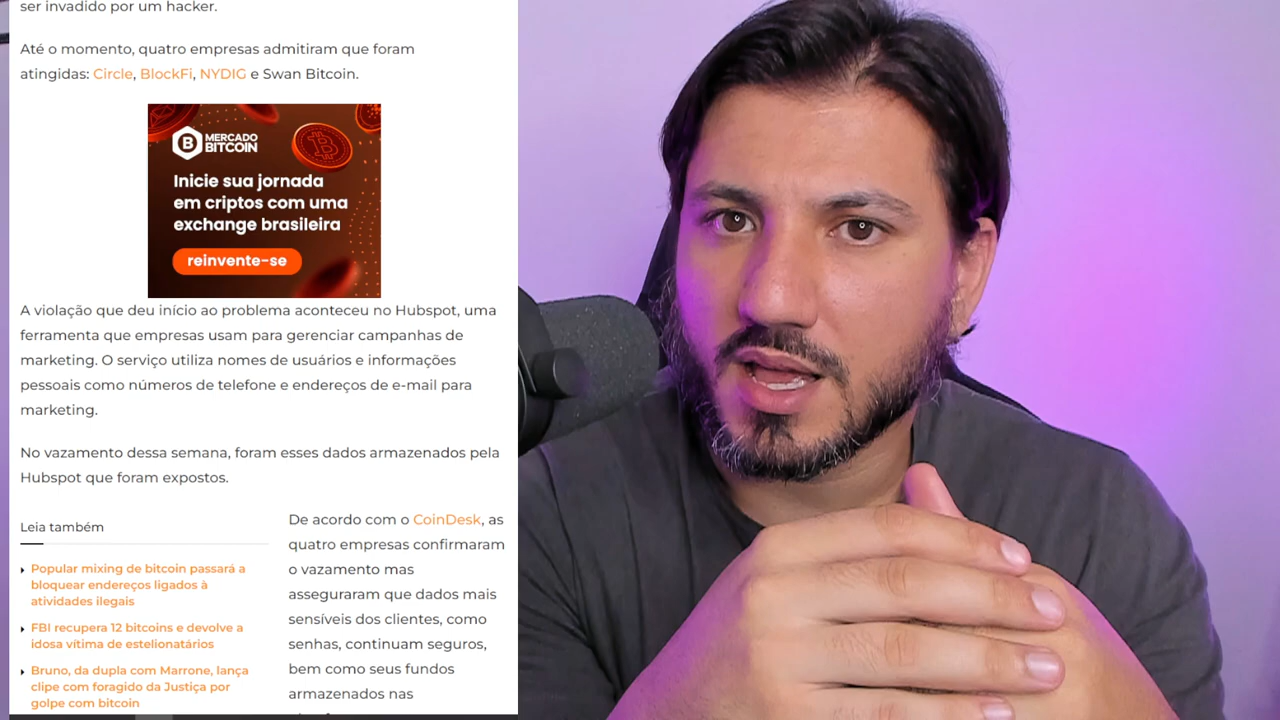 ser invadido por um hacker.
Até o momento, quatro empresas admitiram que foram
atingidas: Circle, BlockFi, NYDIG e Swan Bitcoin.
B
MERCADO
BITCOIN
Inicie sua jornada
em criptos com uma
exchange brasileira
reinvente-se
A violação que deu início ao problema aconteceu no Hubspot, uma
ferramenta que empresas usam para gerenciar campanhas de
marketing. O serviço utiliza nomes de usuários e informações
pessoais como números de telefone e endereços de e-mail para
marketing.
No vazamento dessa semana, foram esses dados armazenados pela
Hubspot que foram expostos.
Leia também
Popular mixing de bitcoin passará a
bloquear endereços ligados à
atividades ilegais
FBI recupera 12 bitcoins e devolve a
idosa vítima de estelionatários
Bruno, da dupla com Marrone, lança
clipe com foragido da Justiça por
golpe com bitcoin
De acordo com o CoinDesk, as
quatro empresas confirmaram
o vazamento mas
asseguraram que dados mais
sensíveis dos clientes, como
senhas, continuam seguros,
bem como seus fundos
armazenados nas